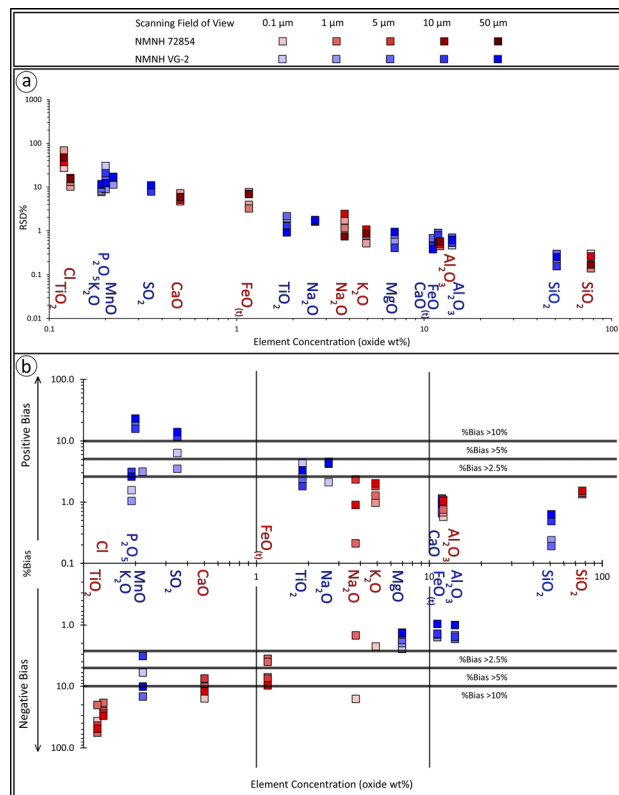 Scanning Field of View 0.1 µm 1 µm 5 µm 10 µm 50 µm
NMNH 72854
NMNH VG-2
a
1000
100
10
1
0.1
0.01
RSD%
0.1 1 10 100
TiO2 Cl K2O P2O5 MnO SO2 CaO FeO(t) TiO2 Na2O Na2O K2O MgO CaO FeO(t) Al2O3 Al2O3 SiO2 SiO2
Element Concentration (oxide wt%)
b
Positive Bias
%Bias
Negative Bias
100.0
10.0
1.0
0.1
%Bias >10%
%Bias >5%
%Bias >2.5%
1 10 100
TiO2 Cl K2O P2O5 MnO SO2 CaO FeO(t) TiO2 Na2O Na2O K2O MgO CaO FeO(t) Al2O3 Al2O3 SiO2 SiO2
1.0
10.0
100.0
%Bias >2.5%
%Bias >5%
%Bias >10%
Element Concentration (oxide wt%)